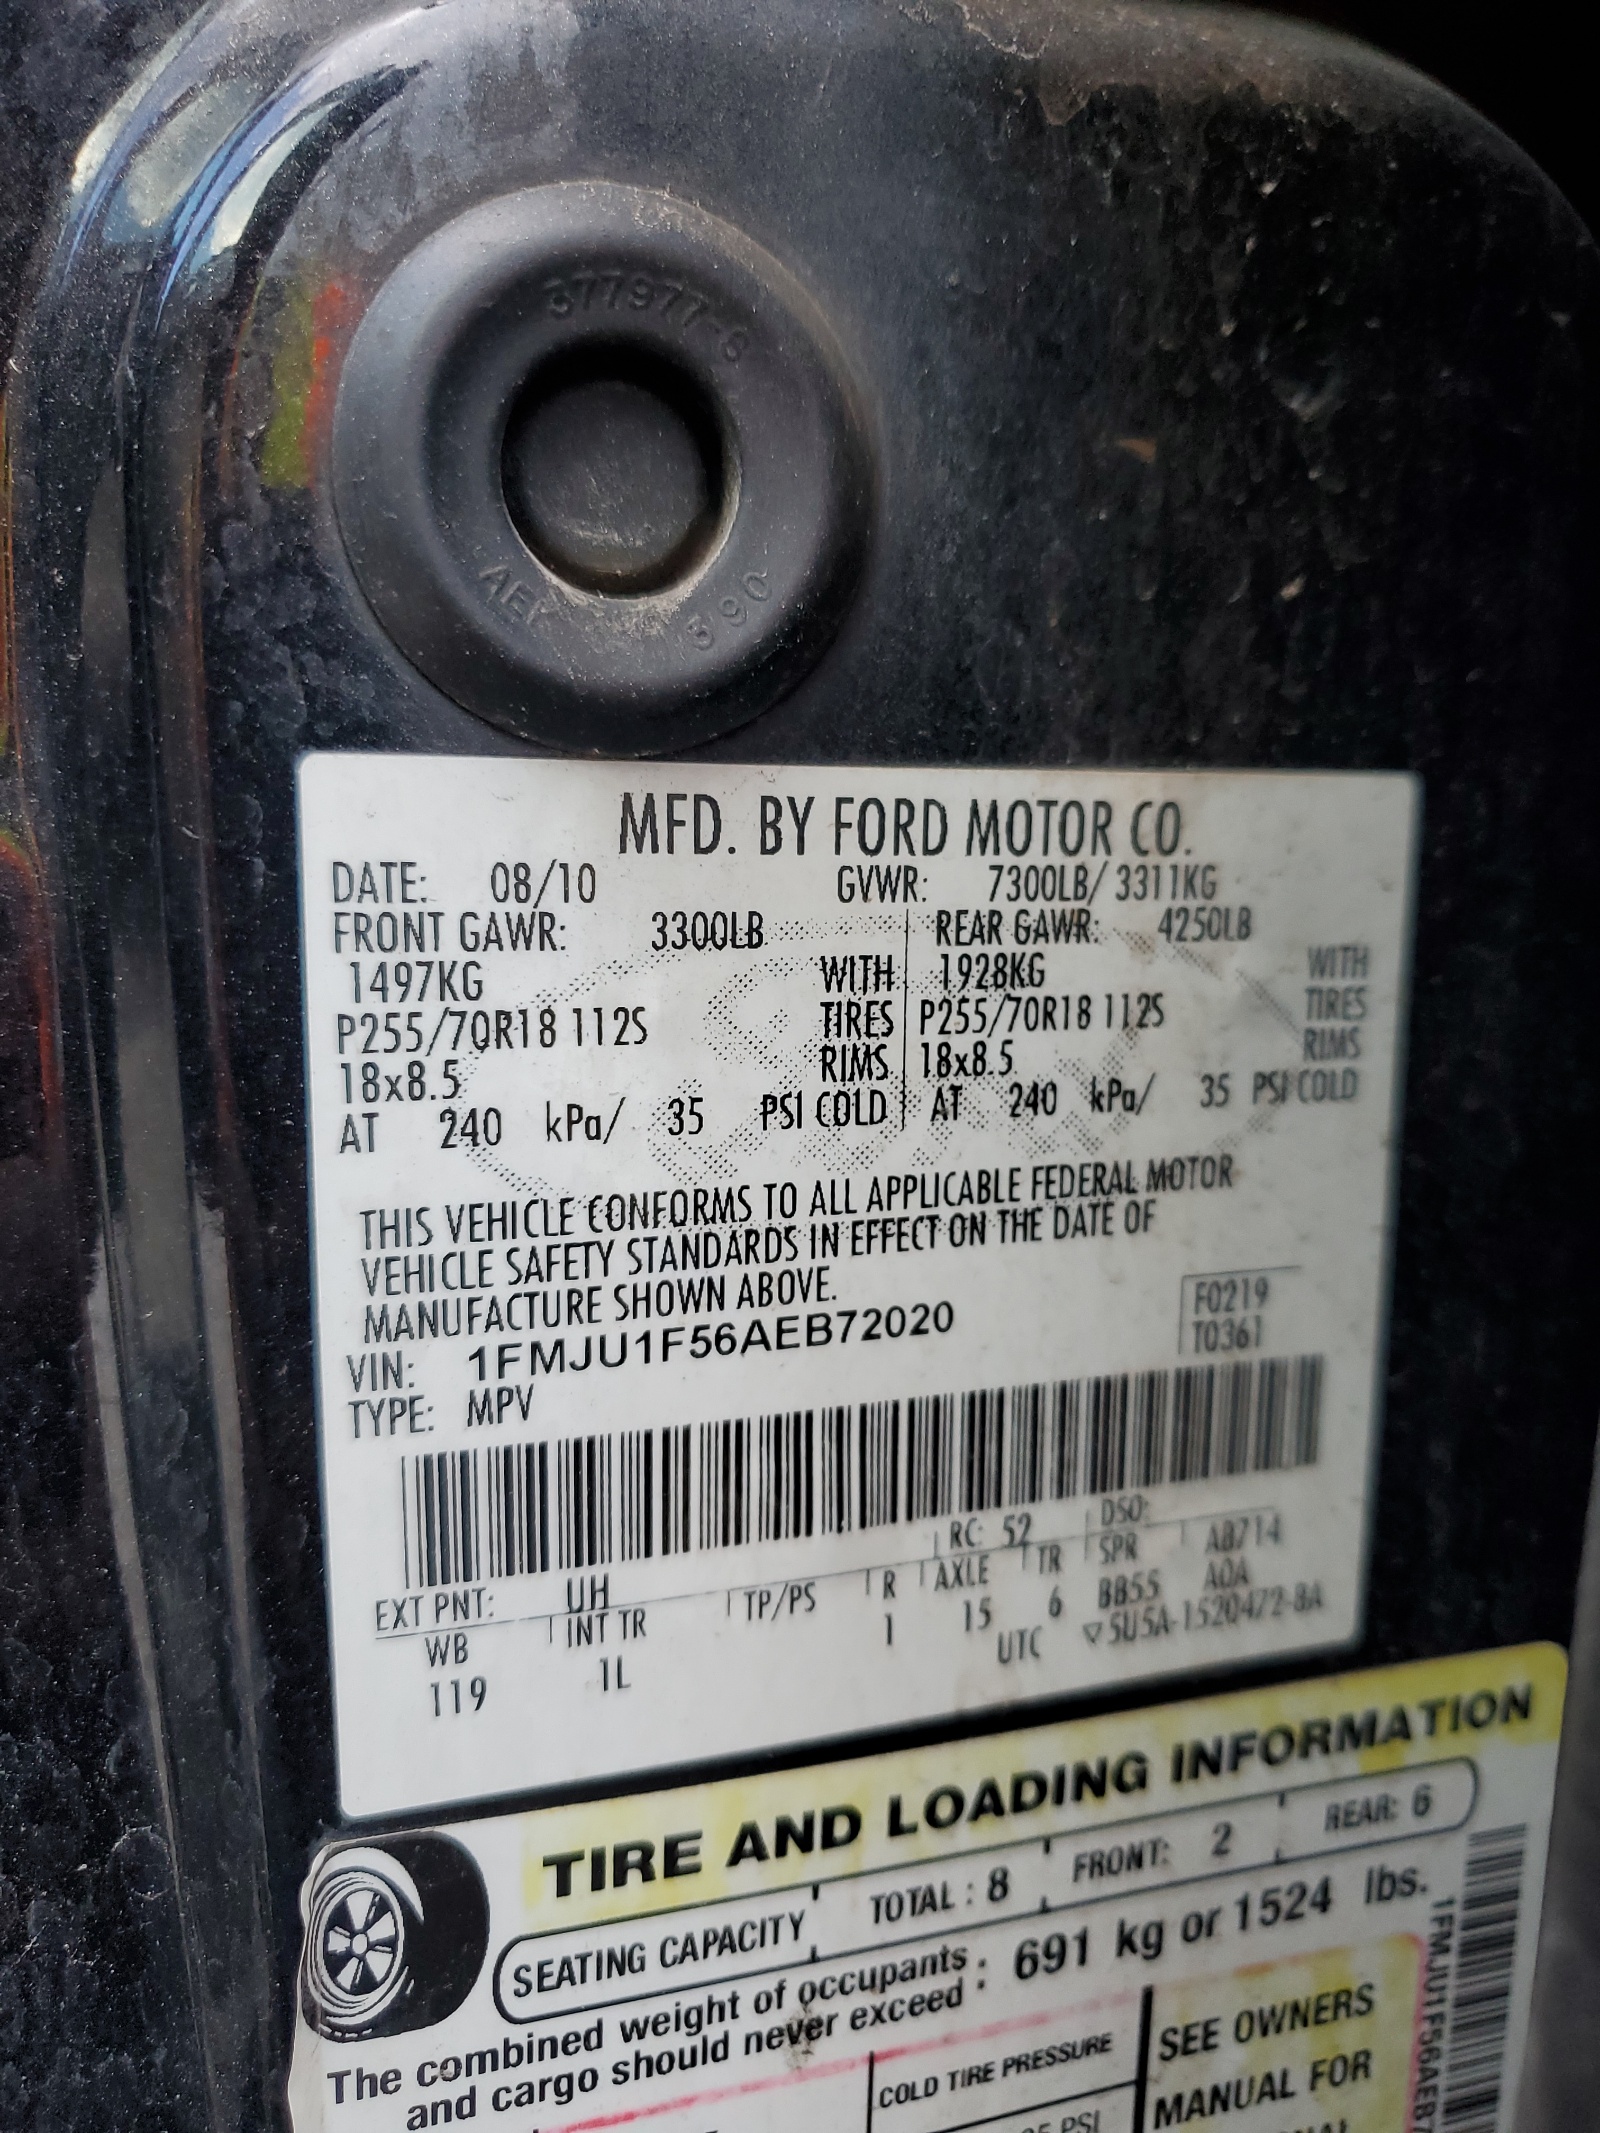 377977-S
MFD. BY FORD MOTOR CO.
DATE: 08/10 GVWR: 7300LB/ 3311KG
FRONT GAWR: 3300LB REAR GAWR: 4250LB
1497KG WITH 1928KG WITH
P255/70R18 112S TIRES P255/70R18 112S TIRES
18x8.5 RIMS 18x8.5 RIMS
AT 240 kPa/ 35 PSI COLD AT 240 kPa/ 35 PSI COLD
THIS VEHICLE CONFORMS TO ALL APPLICABLE FEDERAL MOTOR
VEHICLE SAFETY STANDARDS IN EFFECT ON THE DATE OF
MANUFACTURE SHOWN ABOVE.
VIN: 1FMJU1F56AEB72020 F0219
TYPE: MPV T0361
EXT PNT: UH RC: 52 DSO:
WB INT TR TP/PS R AXLE TR SPR AB714
119 1L 1 15 6 BB55 A0A
UTC ▽5U5A-1520472-BA
TIRE AND LOADING INFORMATION
SEATING CAPACITY TOTAL : 8 FRONT: 2 REAR: 6
The combined weight of occupants
and cargo should never exceed : 691 kg or 1524 lbs.
COLD TIRE PRESSURE
SEE OWNERS
MANUAL FOR
PSI
1FMJU1F56AEB7